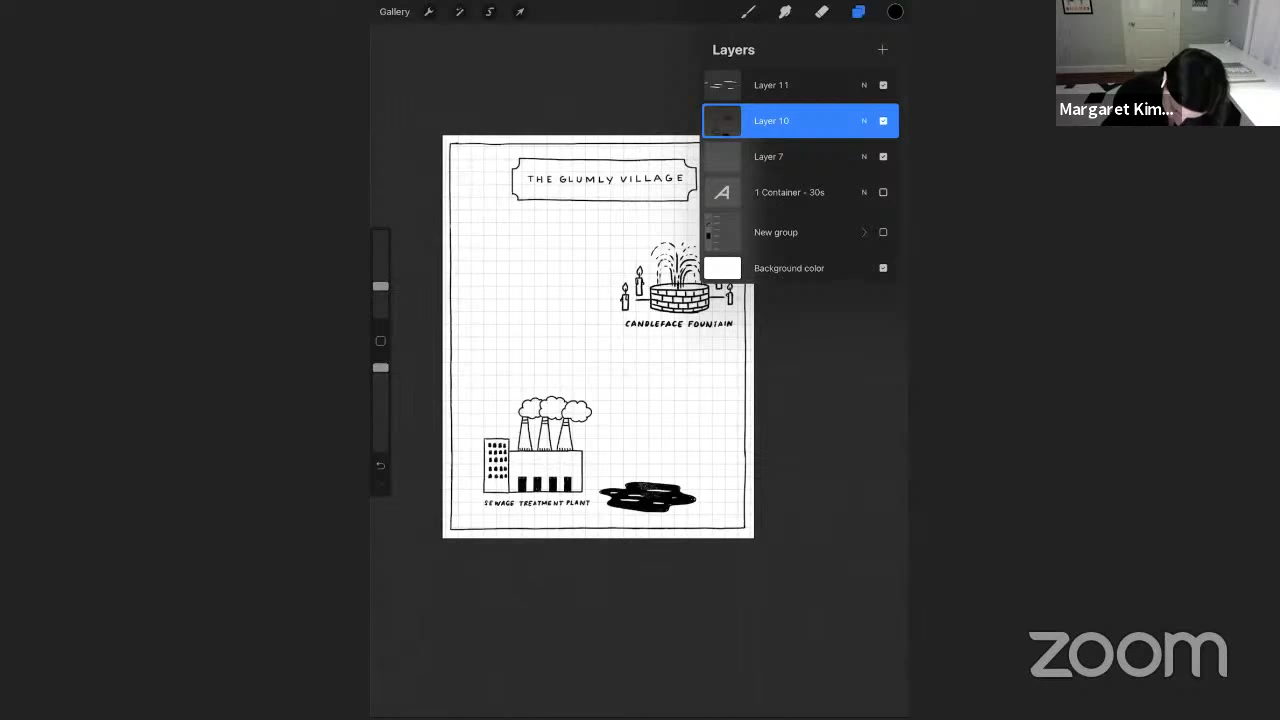 Gallery
Layers
Layer 11 N
Layer 10 N
Layer 7 N
A 1 Container - 30s N
New group
Background color
THE GLUMLY VILLAGE
CANDLEFACE FOUNTAIN
SEWAGE TREATMENT PLANT
Margaret Kim...
zoom